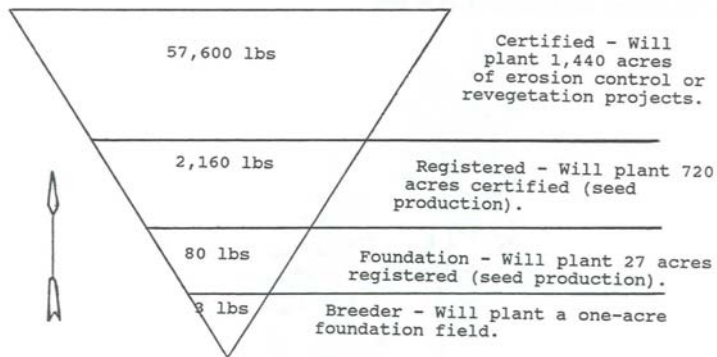 57,600 lbs
Certified - Will
plant 1,440 acres
of erosion control or
revegetation projects.
2,160 lbs
Registered - Will plant 720
acres certified (seed
production).
80 lbs
Foundation - Will plant 27 acres
registered (seed production).
3 lbs
Breeder - Will plant a one-acre
foundation field.